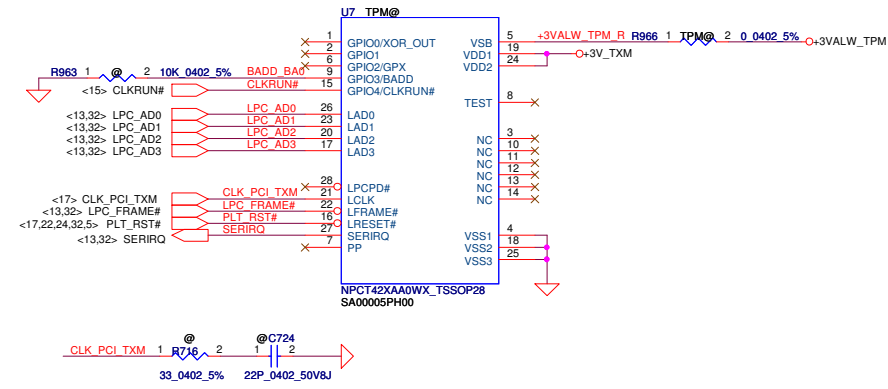 U7 TPM@
1 GPIO0/XOR_OUT VSB 5 +3VALW_TPM_R R966 1 TPM@ 2 0_0402_5% +3VALW_TPM
2 GPIO1 VDD1 19 +3V_TXM
6 GPIO2/GPX VDD2 24
R963 1 @ 2 10K_0402_5% BADD_BA0 9 GPIO3/BADD
<15> CLKRUN# CLKRUN# 15 GPIO4/CLKRUN#
TEST 8
<13,32> LPC_AD0 LPC_AD0 26 LAD0
<13,32> LPC_AD1 LPC_AD1 23 LAD1
<13,32> LPC_AD2 LPC_AD2 20 LAD2
<13,32> LPC_AD3 LPC_AD3 17 LAD3
NC 3
NC 10
NC 11
NC 12
NC 13
NC 14
28 LPCPD#
<17> CLK_PCI_TXM CLK_PCI_TXM 21 LCLK
<13,32> LPC_FRAME# LPC_FRAME# 22 LFRAME#
<17,22,24,32,5> PLT_RST# PLT_RST# 16 LRESET#
<13,32> SERIRQ SERIRQ 27 SERIRQ
7 PP
VSS1 4
VSS2 18
VSS3 25
NPCT42XAA0WX_TSSOP28
SA00005PH00
@ @C724
CLK_PCI_TXM 1 R716 2 1 2
33_0402_5% 22P_0402_50V8J